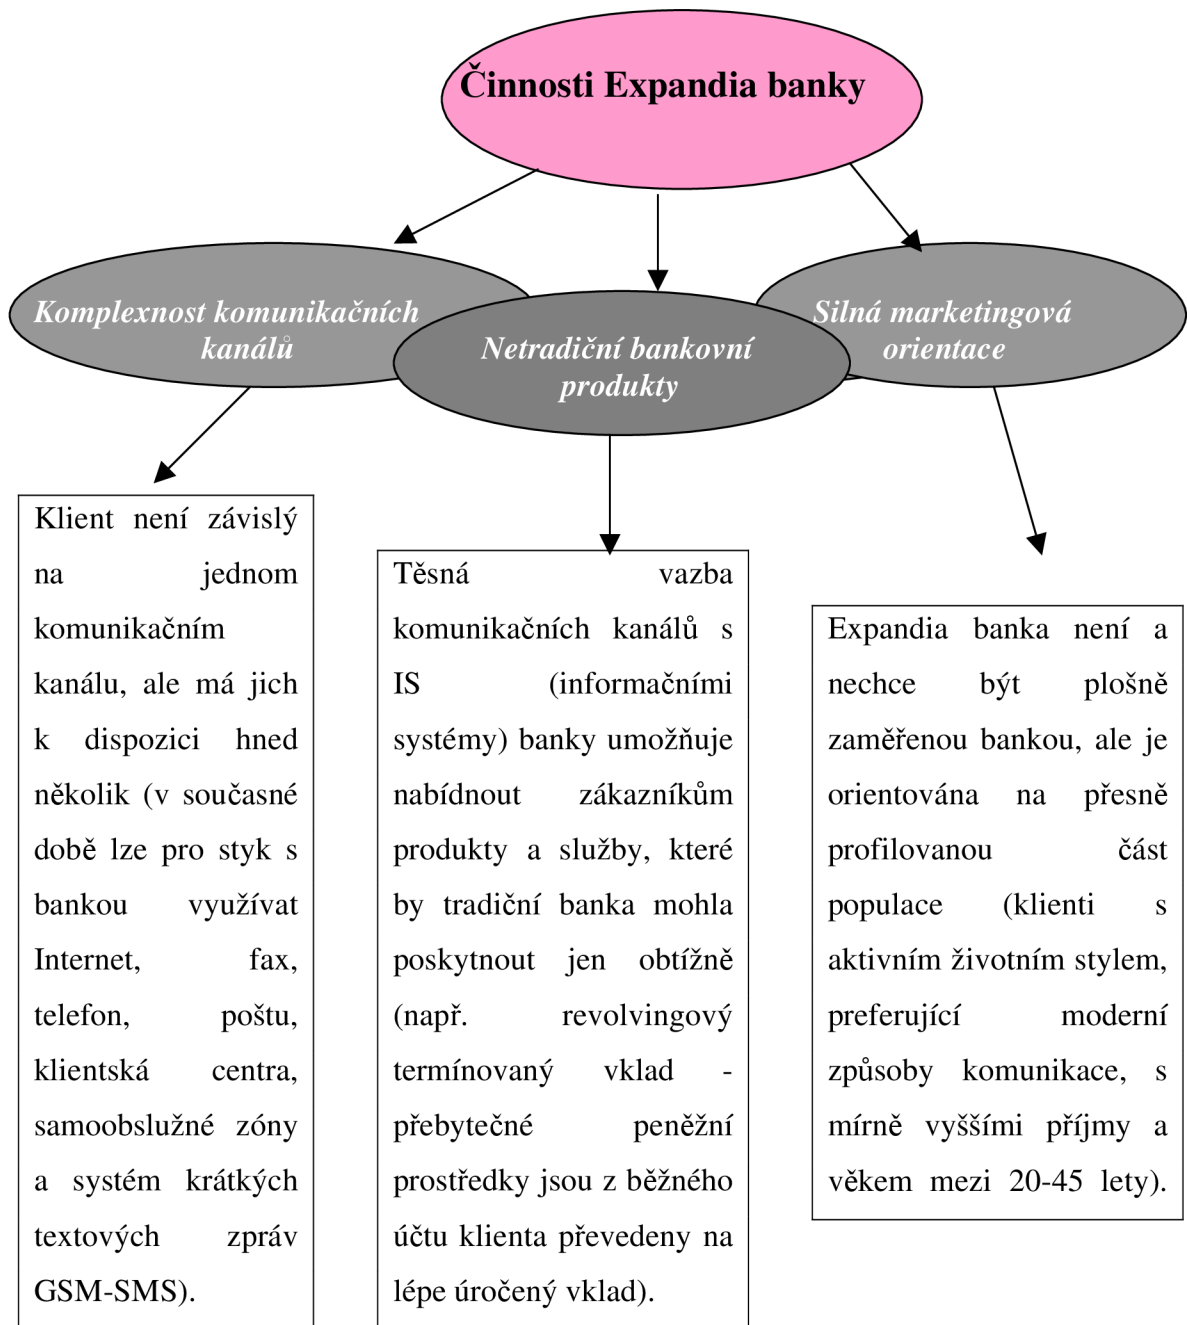 Činnosti Expandia banky
Komplexnost komunikačních
kanálů
Netradiční bankovní
produkty
Silná marketingová
orientace
Klient není závislý
na jednom
komunikačním
kanálu, ale má jich
k dispozici hned
několik (v současné
době lze pro styk s
bankou využívat
Internet, fax,
telefon, poštu,
klientská centra,
samoobslužné zóny
a systém krátkých
textových zpráv
GSM-SMS).
Těsná vazba
komunikačních kanálů s
IS (informačními
systémy) banky umožňuje
nabídnout zákazníkům
produkty a služby, které
by tradiční banka mohla
poskytnout jen obtížně
(např. revolvingový
termínovaný vklad -
přebytečné peněžní
prostředky jsou z běžného
účtu klienta převedeny na
lépe úročený vklad).
Expandia banka není a
nechce být plošně
zaměřenou bankou, ale je
orientována na přesně
profilovanou část
populace (klienti s
aktivním životním stylem,
preferující moderní
způsoby komunikace, s
mírně vyššími příjmy a
věkem mezi 20-45 lety).